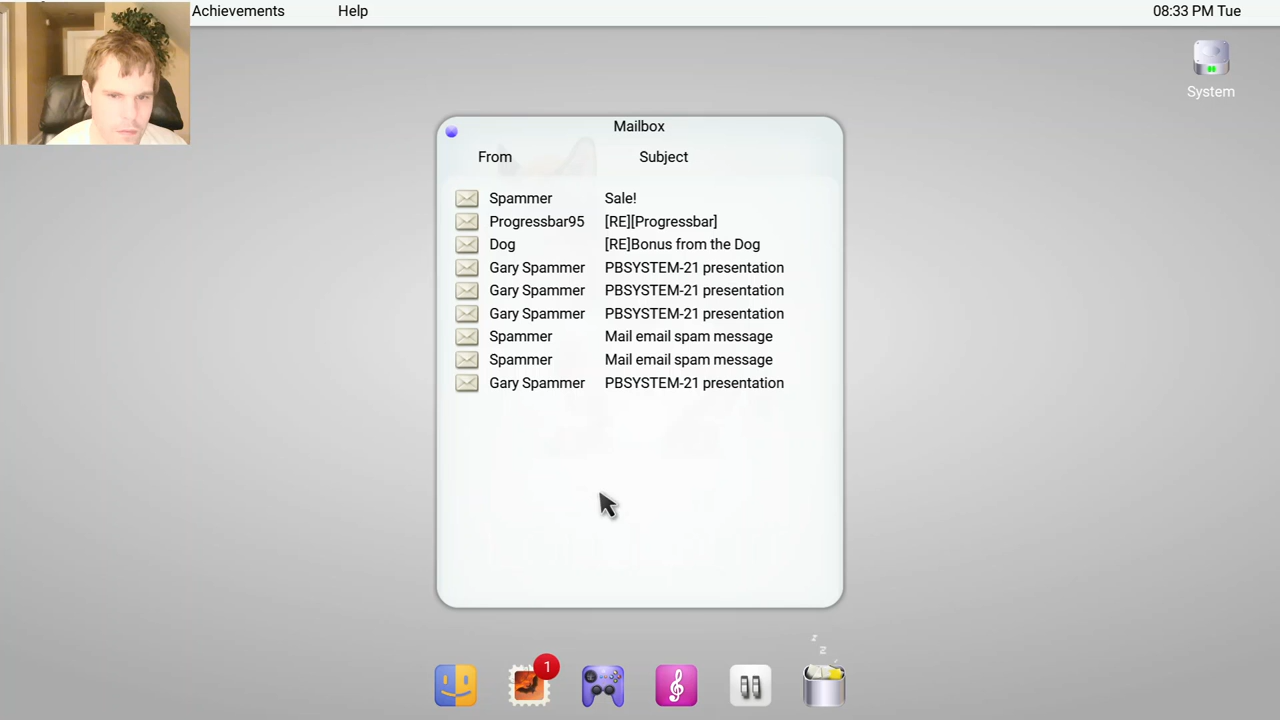 Achievements Help 08:33 PM Tue
System
Mailbox
From Subject
Spammer Sale!
Progressbar95 [RE][Progressbar]
Dog [RE]Bonus from the Dog
Gary Spammer PBSYSTEM-21 presentation
Gary Spammer PBSYSTEM-21 presentation
Gary Spammer PBSYSTEM-21 presentation
Spammer Mail email spam message
Spammer Mail email spam message
Gary Spammer PBSYSTEM-21 presentation
z
z
1